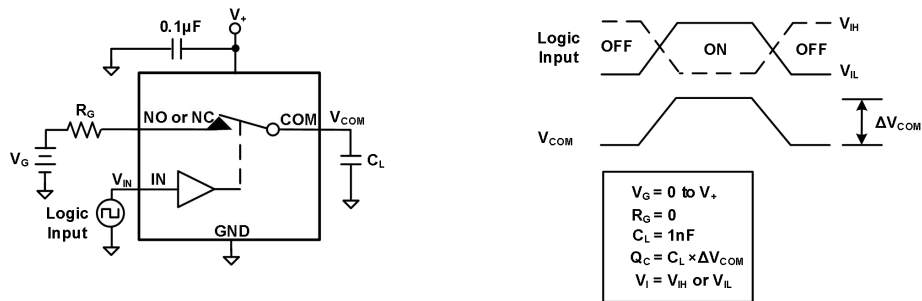 V+
0.1µF
RG
NO or NC
COM
VCOM
VG
CL
VIN
IN
Logic
Input
GND
Logic
Input
OFF
ON
OFF
VIH
VIL
VCOM
ΔVCOM
VG = 0 to V+
RG = 0
CL = 1nF
QC = CL × ΔVCOM
VI = VIH or VIL